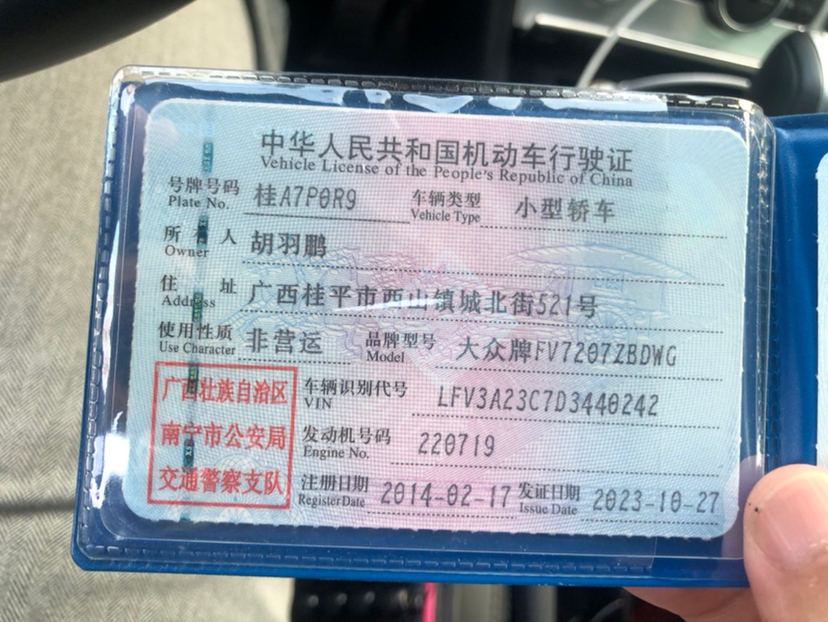 中华人民共和国机动车行驶证
Vehicle License of the People's Republic of China
号牌号码 桂A7P0R9 车辆类型 小型轿车
Plate No. Vehicle Type
所有人 胡羽鹏
Owner
住址 广西桂平市西山镇城北街521号
Address
使用性质 非营运 品牌型号 大众牌FV7207ZBDWG
Use Character Model
广西壮族自治区 车辆识别代号 LFV3A23C7D3440242
VIN
南宁市公安局 发动机号码 220719
Engine No.
交通警察支队 注册日期 2014-02-17 发证日期 2023-10-27
Register Date Issue Date